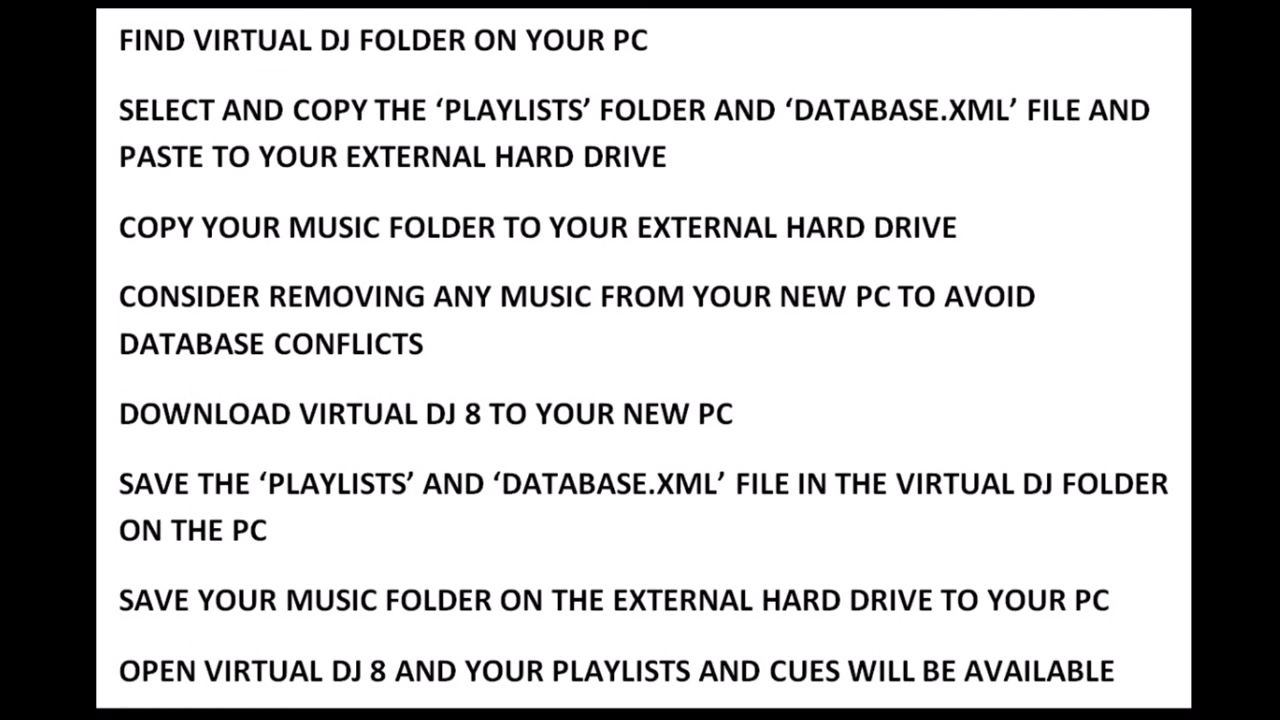 FIND VIRTUAL DJ FOLDER ON YOUR PC
SELECT AND COPY THE ‘PLAYLISTS’ FOLDER AND ‘DATABASE.XML’ FILE AND
PASTE TO YOUR EXTERNAL HARD DRIVE
COPY YOUR MUSIC FOLDER TO YOUR EXTERNAL HARD DRIVE
CONSIDER REMOVING ANY MUSIC FROM YOUR NEW PC TO AVOID
DATABASE CONFLICTS
DOWNLOAD VIRTUAL DJ 8 TO YOUR NEW PC
SAVE THE ‘PLAYLISTS’ AND ‘DATABASE.XML’ FILE IN THE VIRTUAL DJ FOLDER
ON THE PC
SAVE YOUR MUSIC FOLDER ON THE EXTERNAL HARD DRIVE TO YOUR PC
OPEN VIRTUAL DJ 8 AND YOUR PLAYLISTS AND CUES WILL BE AVAILABLE